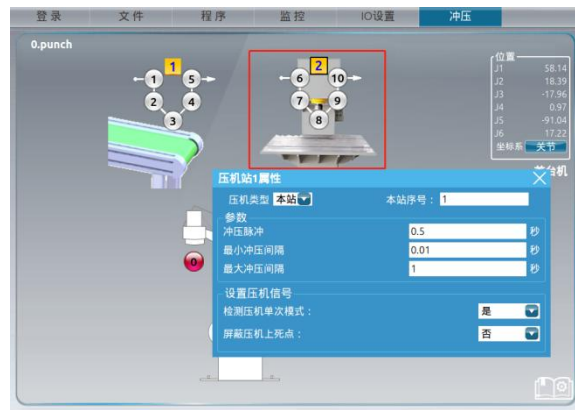 登录 文件 程序 监控 IO设置 冲压
0.punch
1
1 5
2 4
3
2
6 10
7 9
8
位置
J1 58.14
J2 18.39
J3 -17.96
J4 0.97
J5 -91.04
J6 17.22
坐标系 关节
台机
0
压机站1属性
压机类型 本站 本站序号： 1
参数
冲压脉冲 0.5 秒
最小冲压间隔 0.01 秒
最大冲压间隔 1 秒
设置压机信号
检测压机单次模式： 是
屏蔽压机上死点： 否